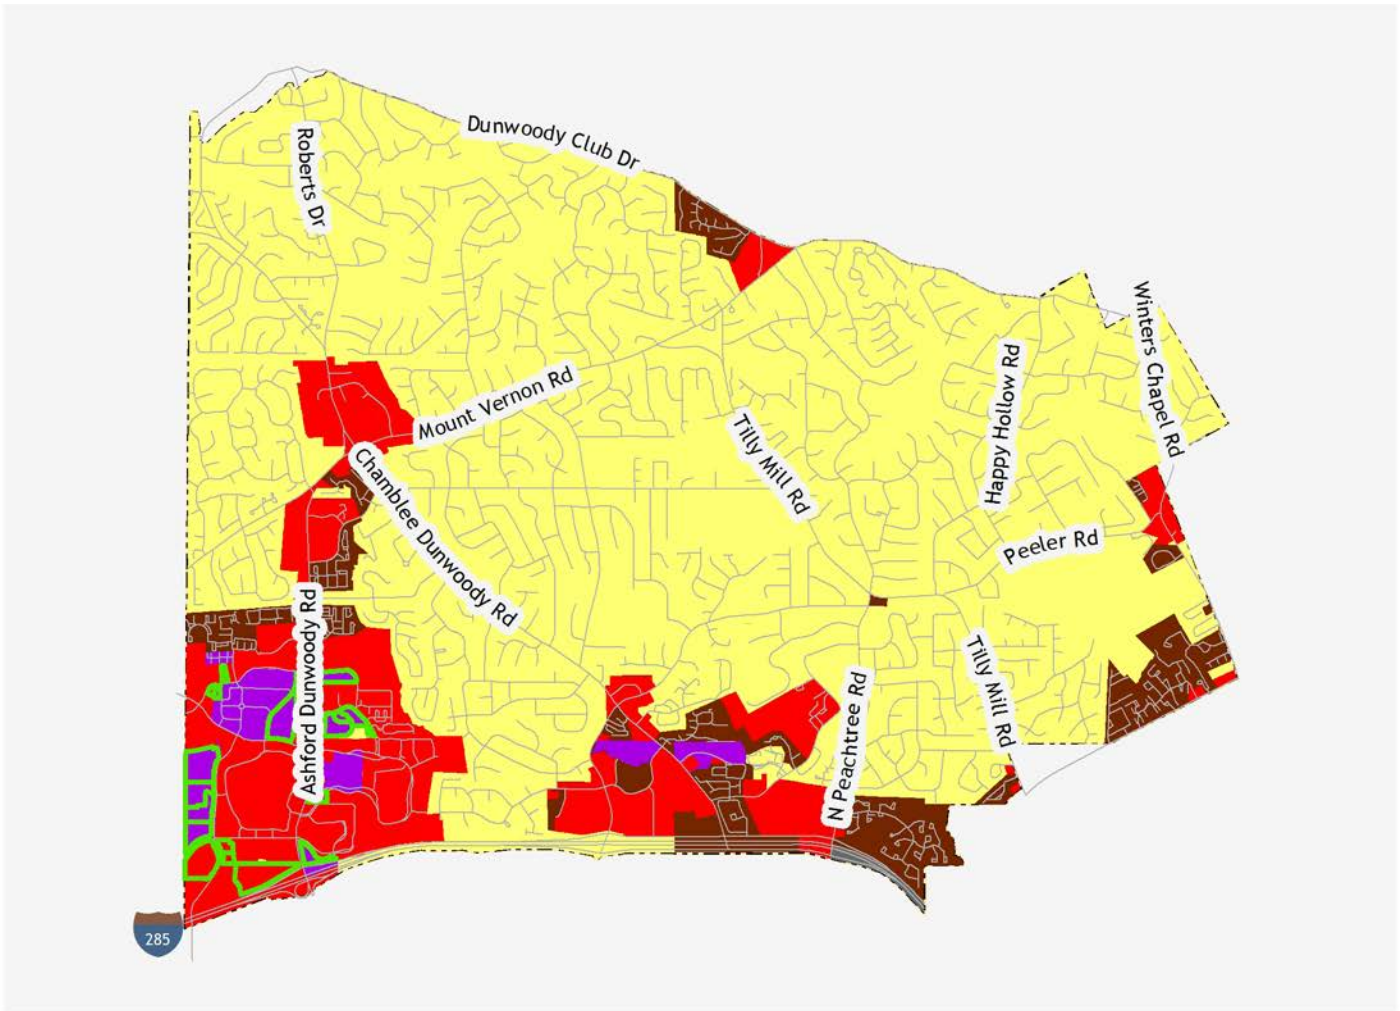 Dunwoody Club Dr
Roberts Dr
Winters Chapel Rd
Mount Vernon Rd
Happy Hollow Rd
Tilly Mill Rd
Chamblee Dunwoody Rd
Peeler Rd
Ashford Dunwoody Rd
Tilly Mill Rd
N Peachtree Rd
285